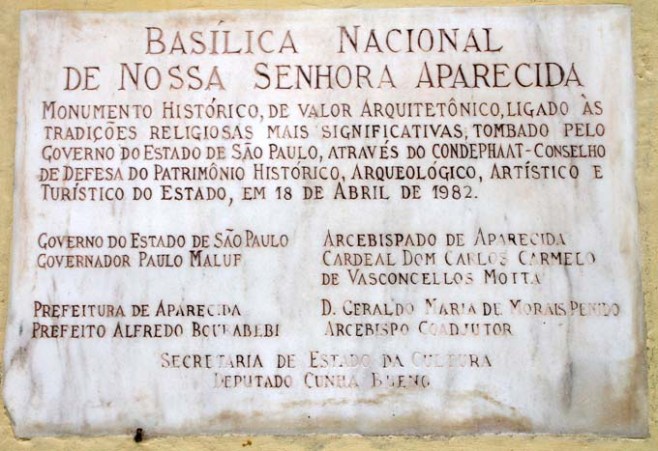 BASÍLICA NACIONAL
DE NOSSA SENHORA APARECIDA
MONUMENTO HISTÓRICO, DE VALOR ARQUITETÔNICO, LIGADO ÀS
TRADIÇÕES RELIGIOSAS MAIS SIGNIFICATIVAS, TOMBADO PELO
GOVERNO DO ESTADO DE SÃO PAULO, ATRAVÉS DO CONDEPHAAT-CONSELHO
DE DEFESA DO PATRIMÔNIO HISTÓRICO, ARQUEOLÓGICO, ARTÍSTICO E
TURÍSTICO DO ESTADO, EM 18 DE ABRIL DE 1982.
GOVERNO DO ESTADO DE SÃO PAULO
GOVERNADOR PAULO MALUF
ARCEBISPADO DE APARECIDA
CARDEAL DOM CARLOS CARMELO
DE VASCONCELLOS MOTTA
PREFEITURA DE APARECIDA
PREFEITO ALFREDO BOURABEBI
D. GERALDO MARIA DE MORAIS PENIDO
ARCEBISPO COADJUTOR
SECRETARIA DE ESTADO DA CULTURA
DEPUTADO CUNHA BUENO